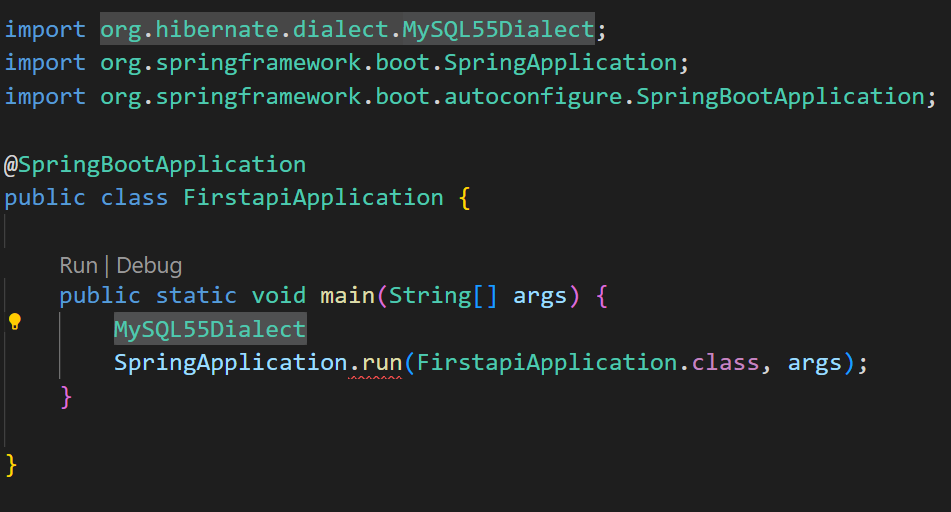 import org.hibernate.dialect.MySQL55Dialect;
import org.springframework.boot.SpringApplication;
import org.springframework.boot.autoconfigure.SpringBootApplication;
@SpringBootApplication
public class FirstapiApplication {
Run | Debug
public static void main(String[] args) {
MySQL55Dialect
SpringApplication.run(FirstapiApplication.class, args);
}
}